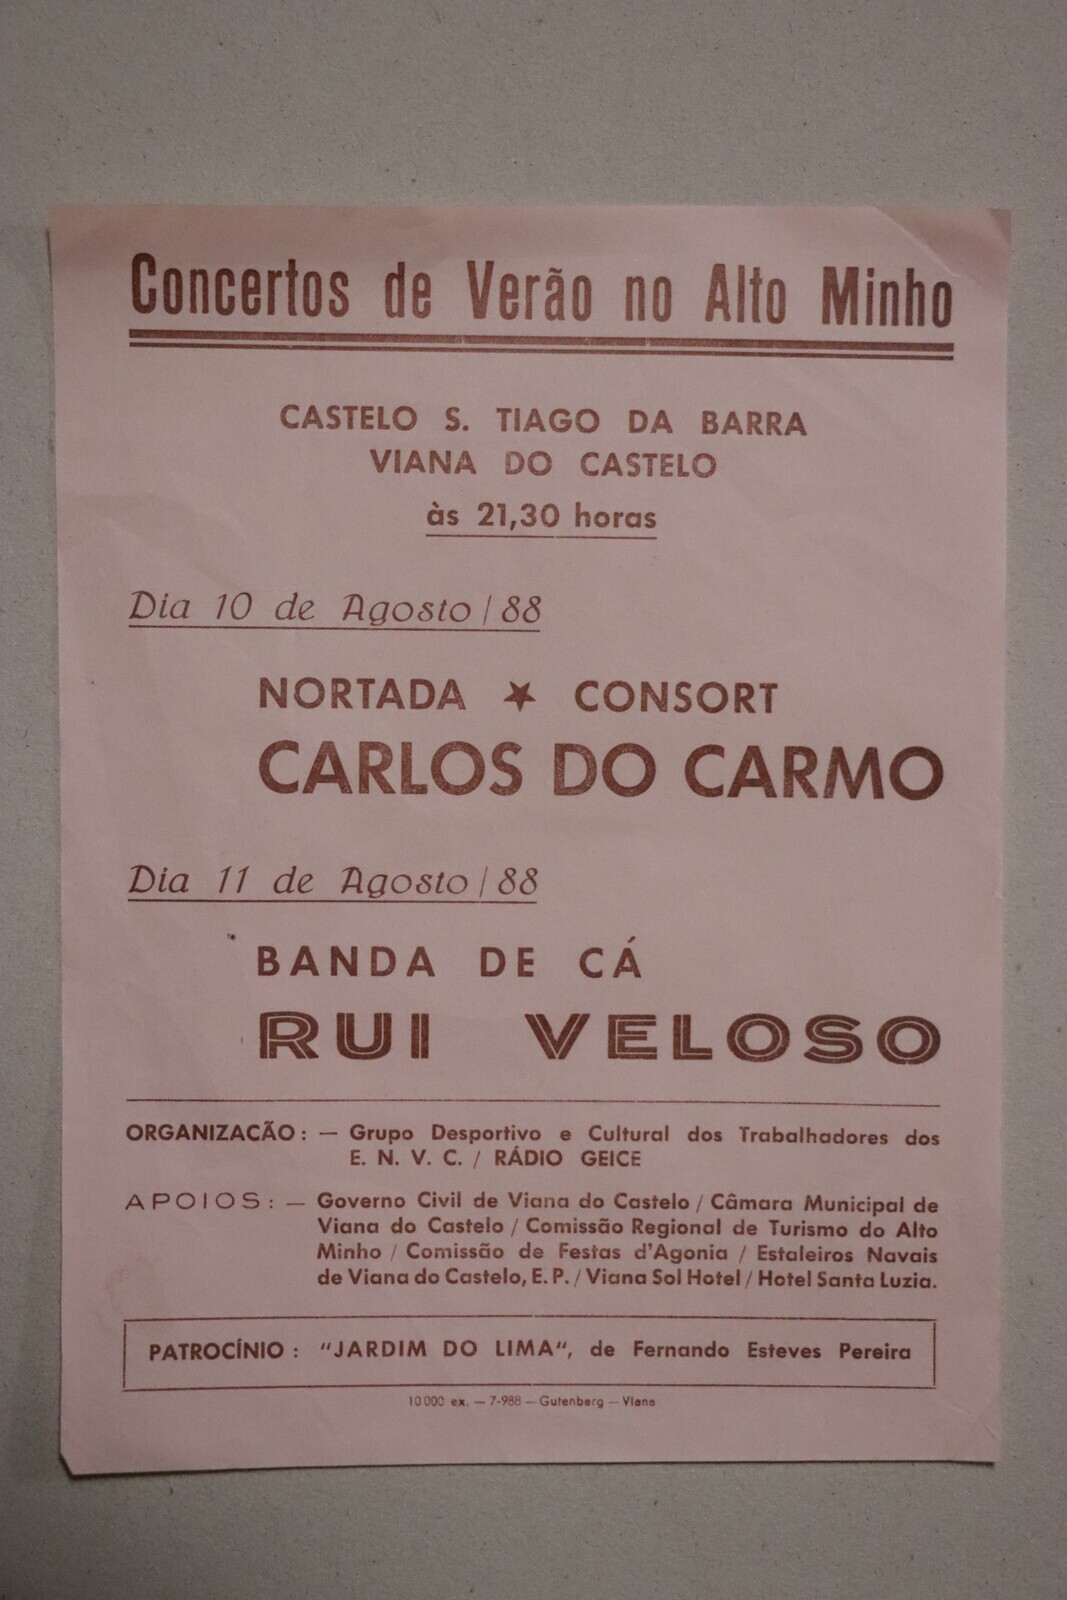 Concertos de Verão no Alto Minho
CASTELO S. TIAGO DA BARRA
VIANA DO CASTELO
às 21,30 horas
Dia 10 de Agosto / 88
NORTADA ★ CONSORT
CARLOS DO CARMO
Dia 11 de Agosto / 88
BANDA DE CÁ
RUI VELOSO
ORGANIZACÃO : — Grupo Desportivo e Cultural dos Trabalhadores dos
E. N. V. C. / RÁDIO GEICE
APOIOS : — Governo Civil de Viana do Castelo / Câmara Municipal de
Viana do Castelo / Comissão Regional de Turismo do Alto
Minho / Comissão de Festas d'Agonia / Estaleiros Navais
de Viana do Castelo, E. P. / Viana Sol Hotel / Hotel Santa Luzia.
PATROCÍNIO : "JARDIM DO LIMA", de Fernando Esteves Pereira
10 000 ex. — 7-988 — Gutenberg — Viana